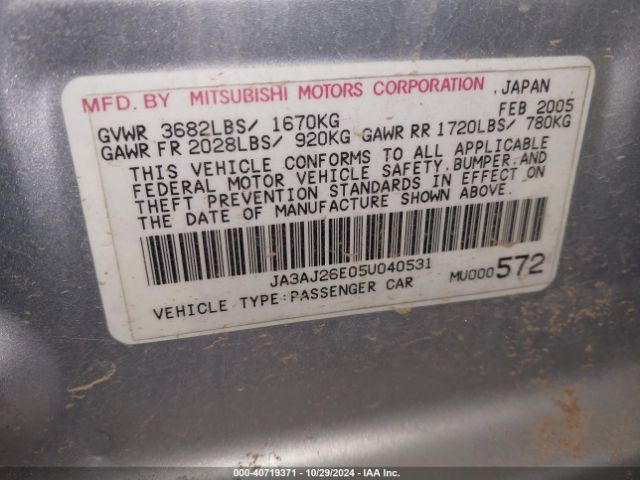 MFD. BY MITSUBISHI MOTORS CORPORATION .JAPAN
FEB 2005
GVWR 3682LBS/ 1670KG
GAWR FR 2028LBS/ 920KG GAWR RR 1720LBS/ 780KG
THIS VEHICLE CONFORMS TO ALL APPLICABLE
FEDERAL MOTOR VEHICLE SAFETY,BUMPER,AND
THEFT PREVENTION STANDARDS IN EFFECT ON
THE DATE OF MANUFACTURE SHOWN ABOVE.
JA3AJ26E05U040531 MU000572
VEHICLE TYPE:PASSENGER CAR
000-40719371 - 10/29/2024 - IAA Inc.